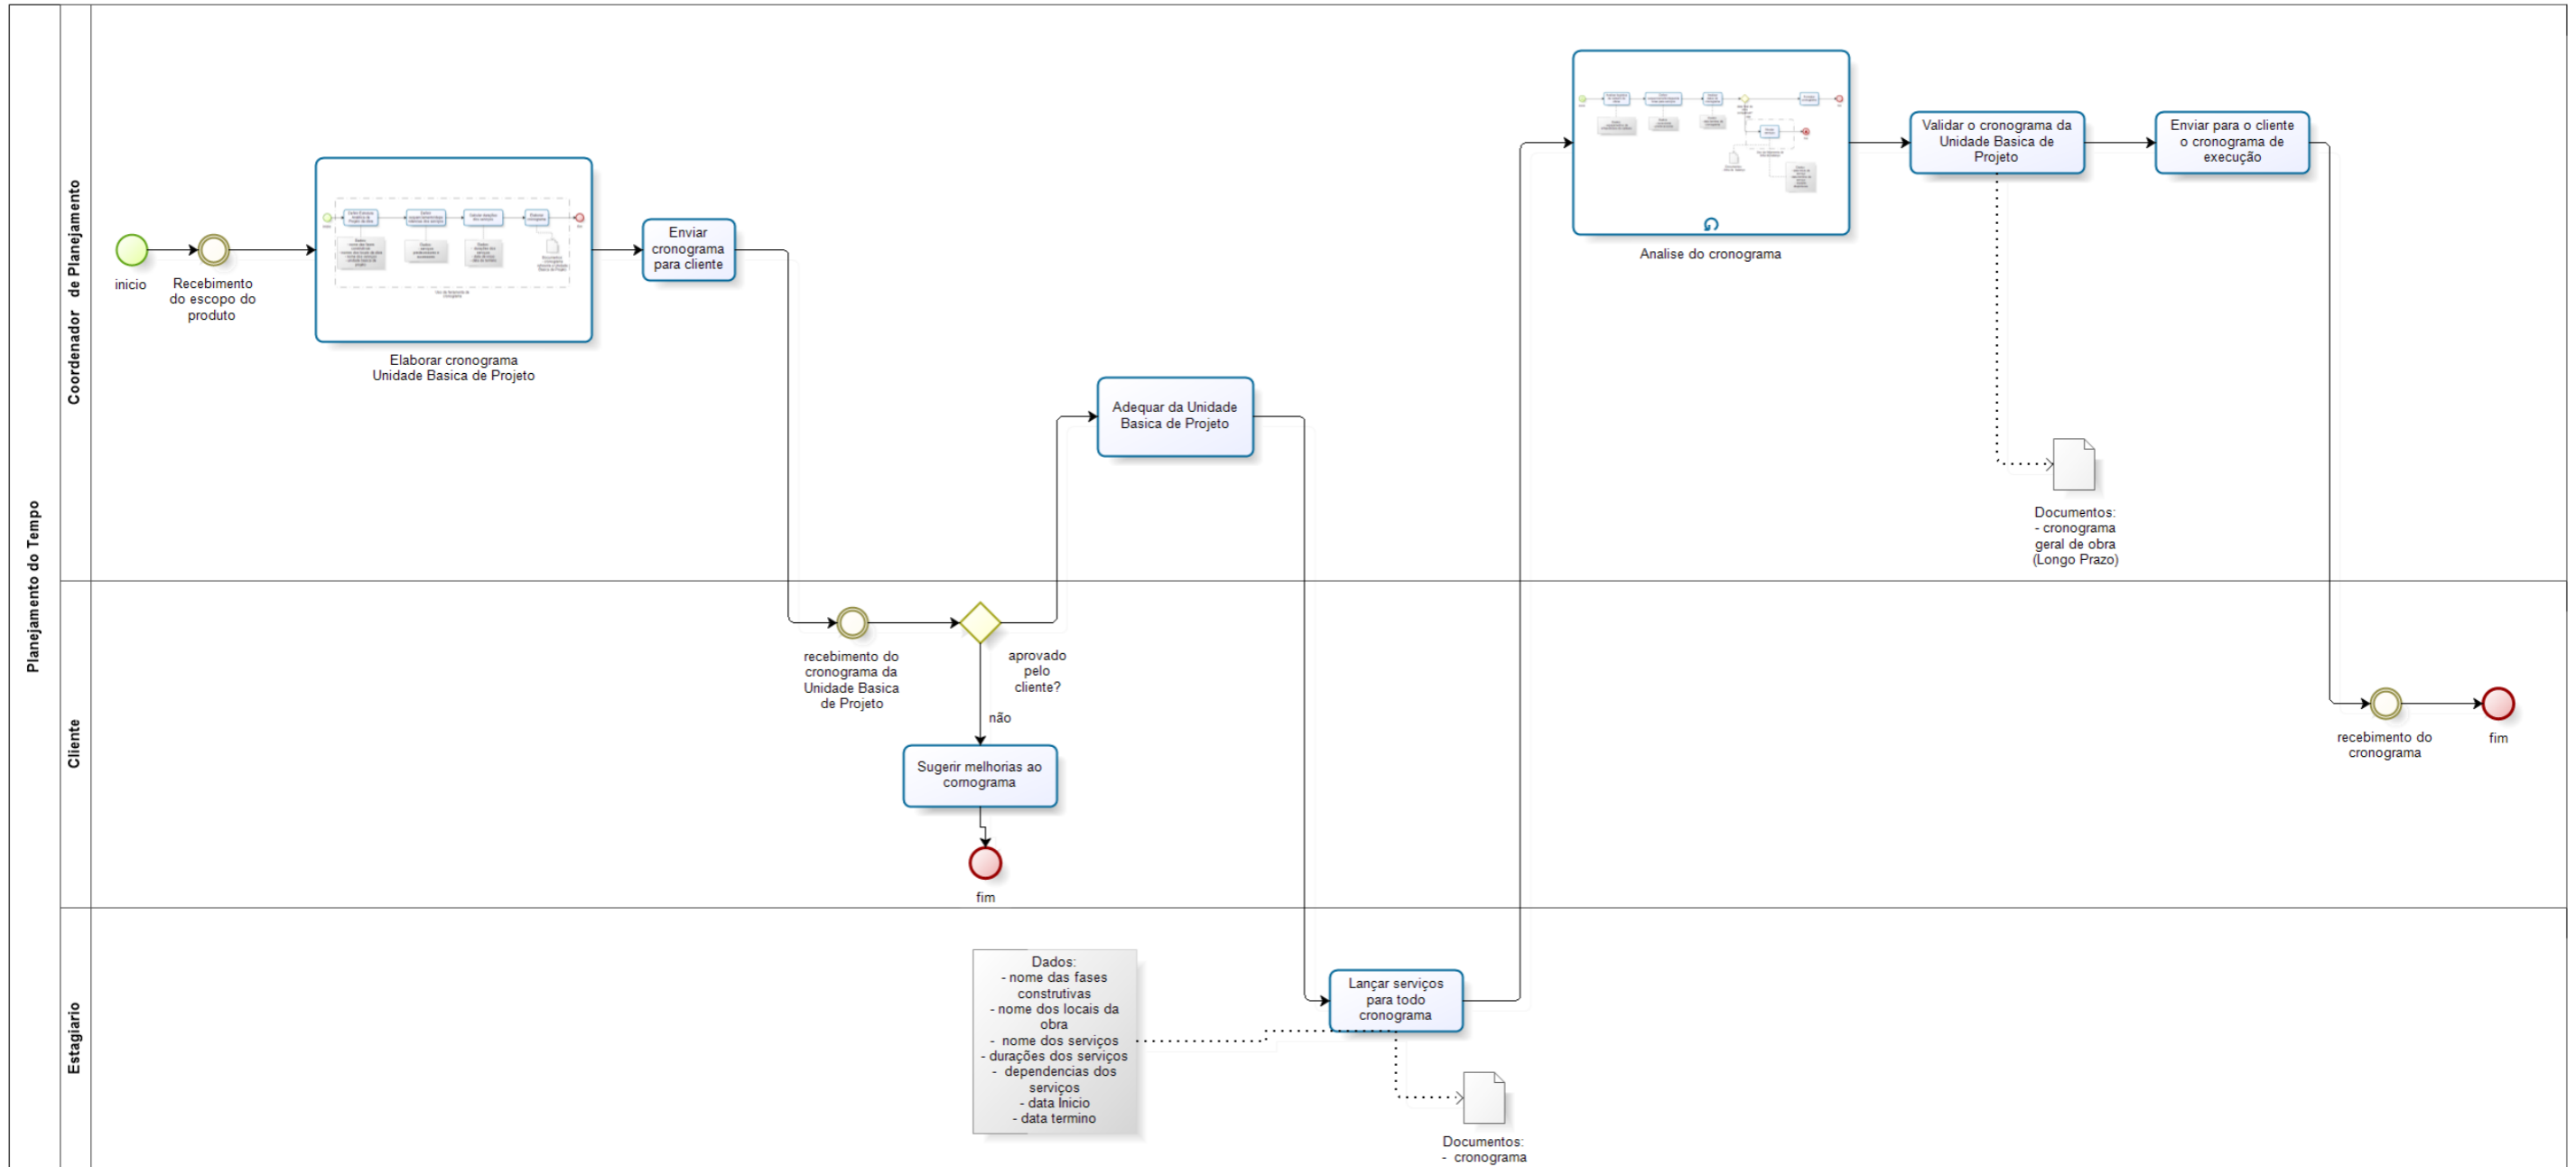 Planejamento do Tempo
Coordenador de Planejamento
Cliente
Estagiario
inicio
Recebimento
do escopo do
produto
Elaborar cronograma
Unidade Basica de Projeto
Enviar
cronograma
para cliente
recebimento do
cronograma da
Unidade Basica
de Projeto
aprovado
pelo
cliente?
não
Sugerir melhorias ao
cornograma
fim
Adequar da Unidade
Basica de Projeto
Dados:
- nome das fases
construtivas
- nome dos locais da
obra
- nome dos serviços
- durações dos serviços
- dependencias dos
serviços
- data Inicio
- data termino
Lançar serviços
para todo
cronograma
Documentos:
- cronograma
Analise do cronograma
Validar o cronograma da
Unidade Basica de
Projeto
Documentos:
- cronograma
geral de obra
(Longo Prazo)
Enviar para o cliente
o cronograma de
execução
recebimento do
cronograma
fim